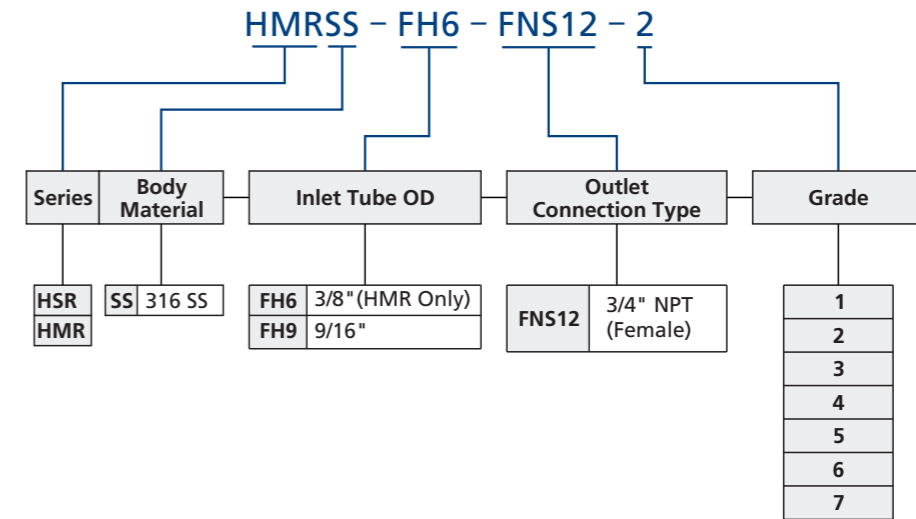 HMRSS – FH6 – FNS12 – 2
Series
Body
Material
Inlet Tube OD
Outlet
Connection Type
Grade
HSR
HMR
SS 316 SS
FH6 3/8"(HMR Only)
FH9 9/16"
FNS12 3/4" NPT
(Female)
1
2
3
4
5
6
7